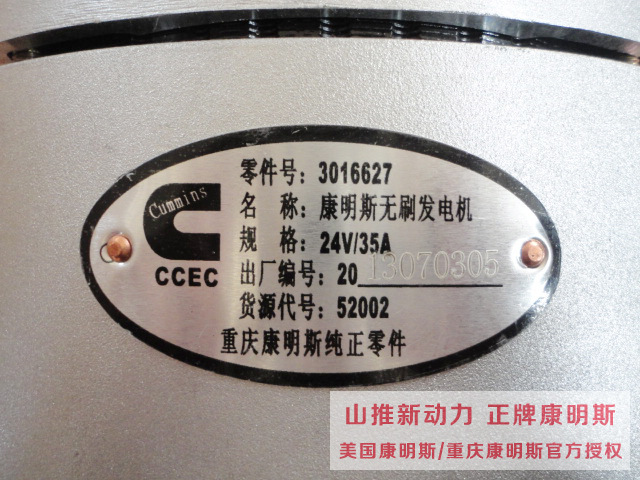 零件号：3016627
Cummins
名 称：康明斯无刷发电机
规 格：24V/35A
CCEC
出厂编号：20 13070305
货源代号：52002
重庆康明斯纯正零件
山推新动力 正牌康明斯
美国康明斯/重庆康明斯官方授权